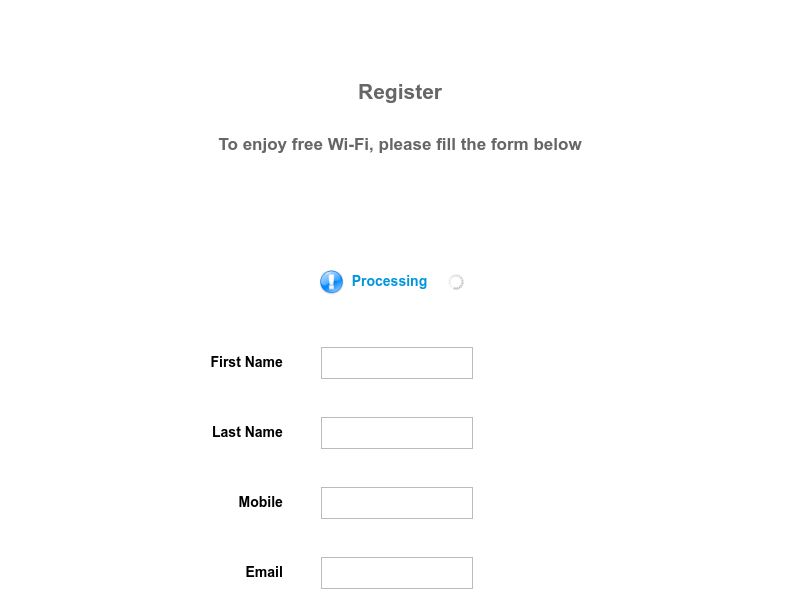 Register
To enjoy free Wi-Fi, please fill the form below
Processing
First Name
Last Name
Mobile
Email